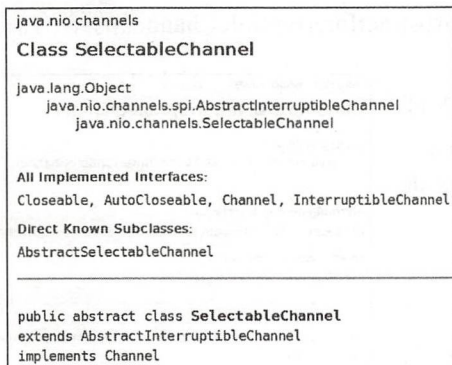 java.nio.channels
Class SelectableChannel
java.lang.Object
java.nio.channels.spi.AbstractInterruptibleChannel
java.nio.channels.SelectableChannel
All Implemented Interfaces:
Closeable, AutoCloseable, Channel, InterruptibleChannel
Direct Known Subclasses:
AbstractSelectableChannel
public abstract class SelectableChannel
extends AbstractInterruptibleChannel
implements Channel